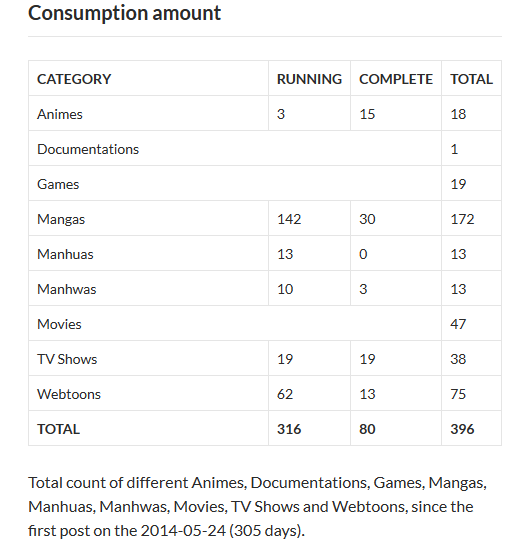 Consumption amount
CATEGORY RUNNING COMPLETE TOTAL
Animes 3 15 18
Documentations 1
Games 19
Mangas 142 30 172
Manhuas 13 0 13
Manhwas 10 3 13
Movies 47
TV Shows 19 19 38
Webtoons 62 13 75
TOTAL 316 80 396
Total count of different Animes, Documentations, Games, Mangas,
Manhuas, Manhwas, Movies, TV Shows and Webtoons, since the
first post on the 2014-05-24 (305 days).